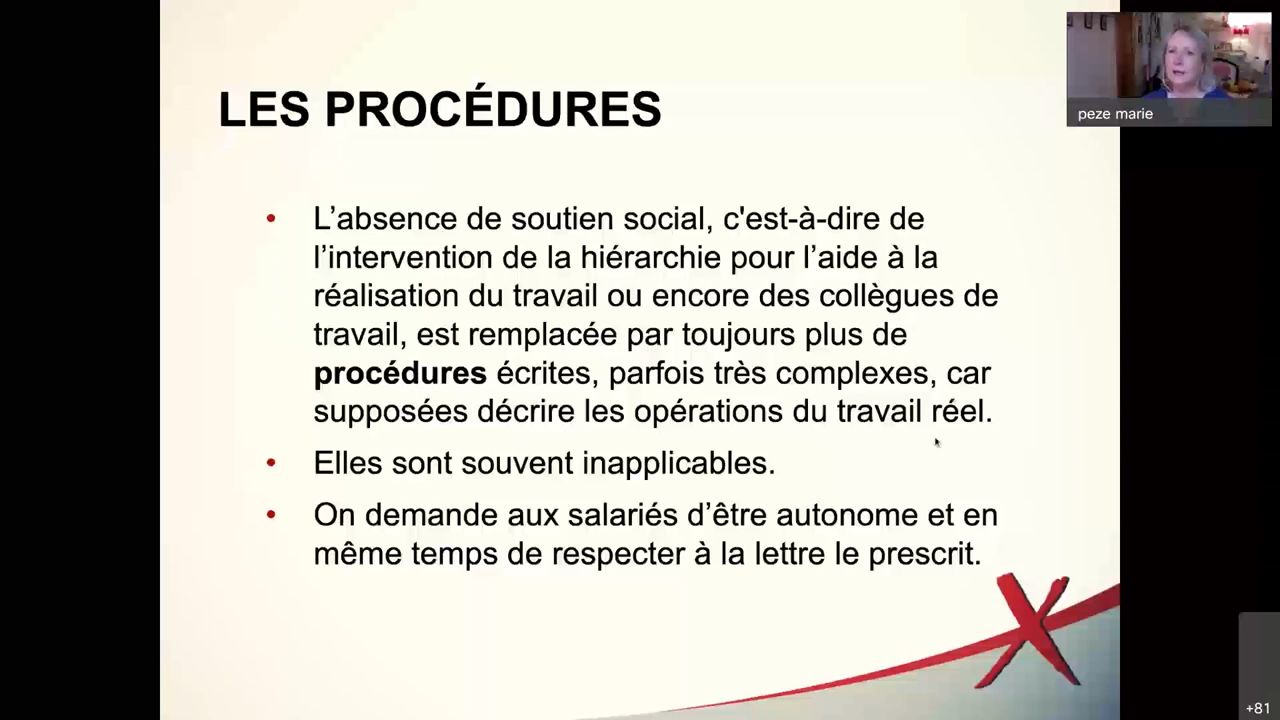 LES PROCÉDURES
peze marie
• L’absence de soutien social, c'est-à-dire de
l’intervention de la hiérarchie pour l’aide à la
réalisation du travail ou encore des collègues de
travail, est remplacée par toujours plus de
procédures écrites, parfois très complexes, car
supposées décrire les opérations du travail réel.
• Elles sont souvent inapplicables.
• On demande aux salariés d’être autonome et en
même temps de respecter à la lettre le prescrit.
+81